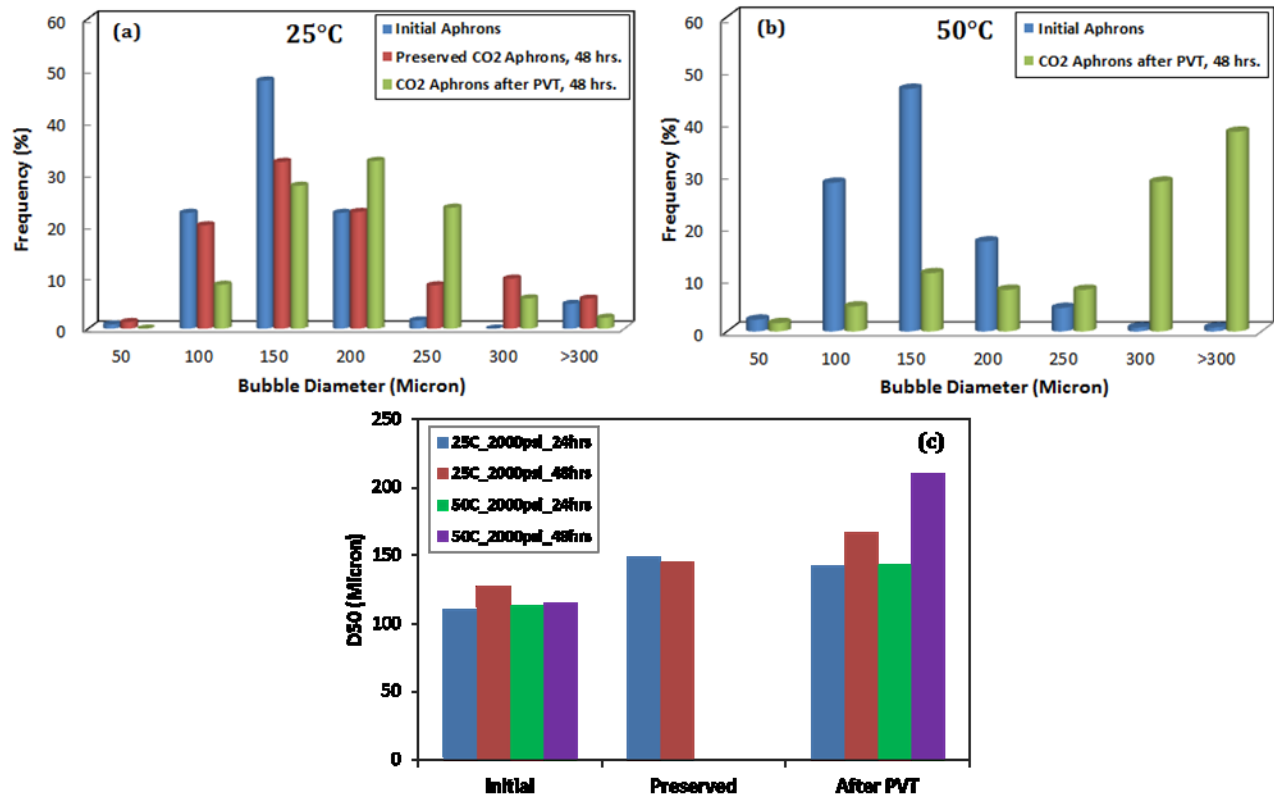 (a)
25°C
Initial Aphrons
Preserved CO2 Aphrons, 48 hrs.
CO2 Aphrons after PVT, 48 hrs.
Frequency (%)
60
50
40
30
20
10
0
50 100 150 200 250 300 >300
Bubble Diameter (Micron)
(b)
50°C
Initial Aphrons
CO2 Aphrons after PVT, 48 hrs.
Frequency (%)
60
50
40
30
20
10
0
50 100 150 200 250 300 >300
Bubble Diameter (Micron)
(c)
25C_2000psi_24hrs
25C_2000psi_48hrs
50C_2000psi_24hrs
50C_2000psi_48hrs
D50 (Micron)
250
200
150
100
50
0
Initial Preserved After PVT